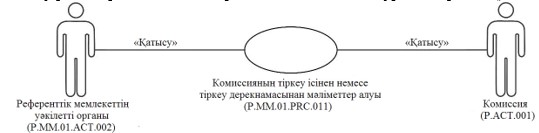 «Қатысу»
«Қатысу»
Комиссияның тіркеу ісінен немесе
тіркеу дерекнамасынан мәліметтер алуы
(P.MM.01.PRC.011)
Референттік мемлекеттің
уәкілетті органы
(P.MM.01.ACT.002)
Комиссия
(P.ACT.001)